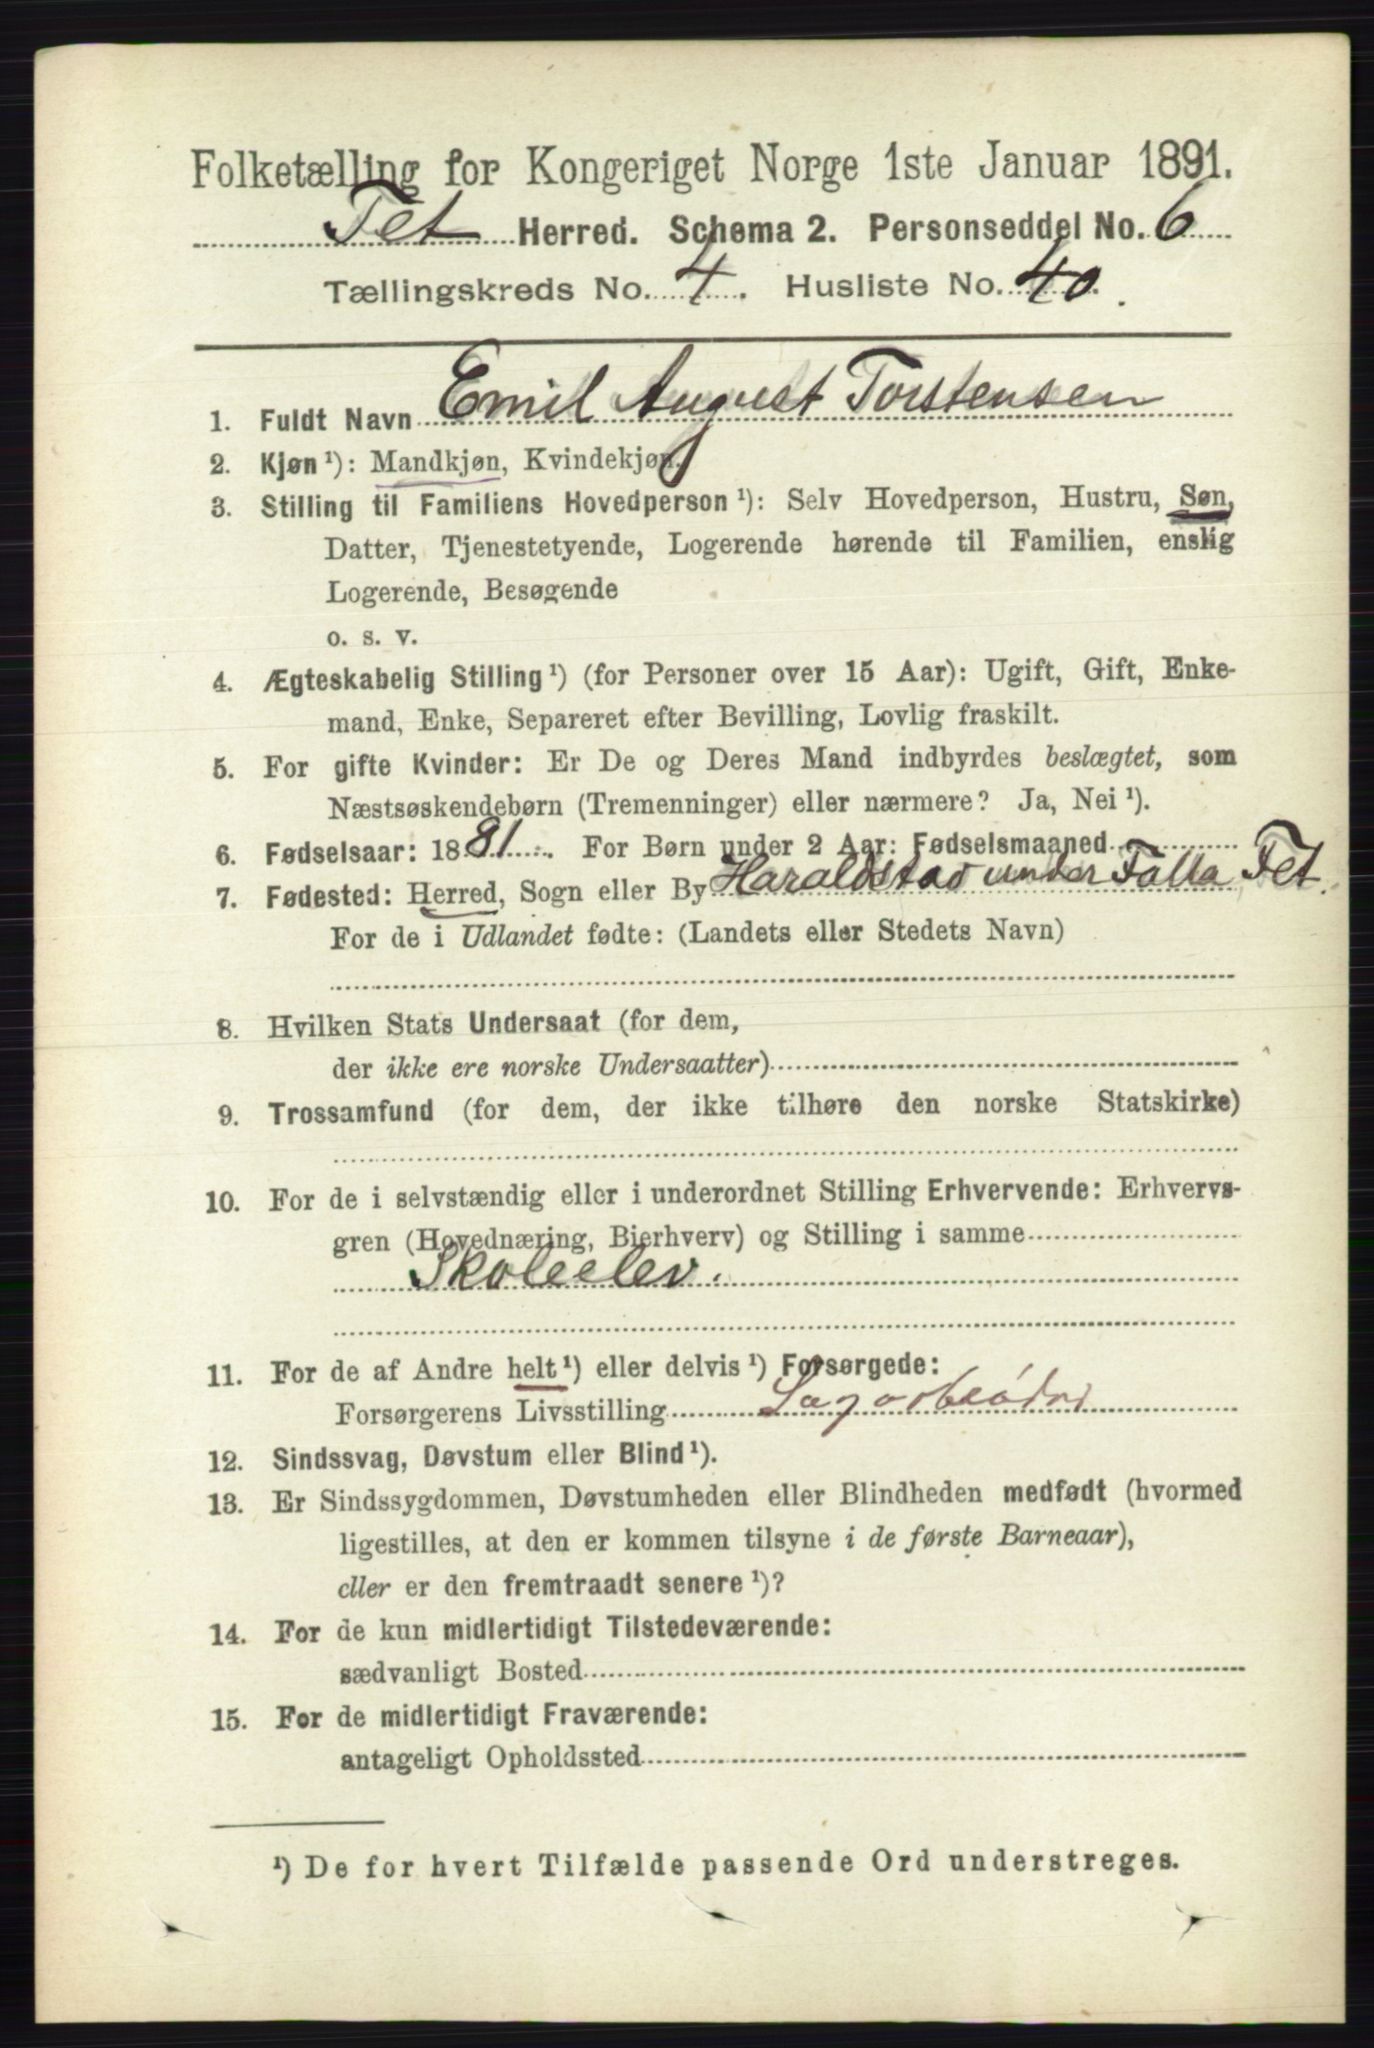 Folketælling for Kongeriget Norge 1ste Januar 1891.
Fet Herred. Schema 2. Personseddel No. 6
Tællingskreds No. 4. Husliste No. 40.
1. Fuldt Navn Emil August Torstensen
2. Kjøn ¹): Mandkjøn, Kvindekjøn.
3. Stilling til Familiens Hovedperson ¹): Selv Hovedperson, Hustru, Søn,
Datter, Tjenestetyende, Logerende hørende til Familien, enslig
Logerende, Besøgende
o. s. v.
4. Ægteskabelig Stilling ¹) (for Personer over 15 Aar): Ugift, Gift, Enke-
mand, Enke, Separeret efter Bevilling, Lovlig fraskilt.
5. For gifte Kvinder: Er De og Deres Mand indbyrdes beslægtet, som
Næstsøskendebørn (Tremenninger) eller nærmere? Ja, Nei ¹).
6. Fødselsaar: 1881. For Børn under 2 Aar: Fødselsmaaned
7. Fødested: Herred, Sogn eller By Haraldstad under Falla Fet.
For de i Udlandet fødte: (Landets eller Stedets Navn)
8. Hvilken Stats Undersaat (for dem,
der ikke ere norske Undersaatter)
9. Trossamfund (for dem, der ikke tilhøre den norske Statskirke)
10. For de i selvstændig eller i underordnet Stilling Erhvervende: Erhvervs-
gren (Hovednæring, Bierhverv) og Stilling i samme
Skoleelev.
11. For de af Andre helt ¹) eller delvis ¹) Forsørgede:
Forsørgerens Livsstilling
12. Sindssvag, Døvstum eller Blind ¹).
13. Er Sindssygdommen, Døvstumheden eller Blindheden medfødt (hvormed
ligestilles, at den er kommen tilsyne i de første Barneaar),
eller er den fremtraadt senere ¹)?
14. For de kun midlertidigt Tilstedeværende:
sædvanligt Bosted
15. For de midlertidigt Fraværende:
antageligt Opholdssted
¹) De for hvert Tilfælde passende Ord understreges.